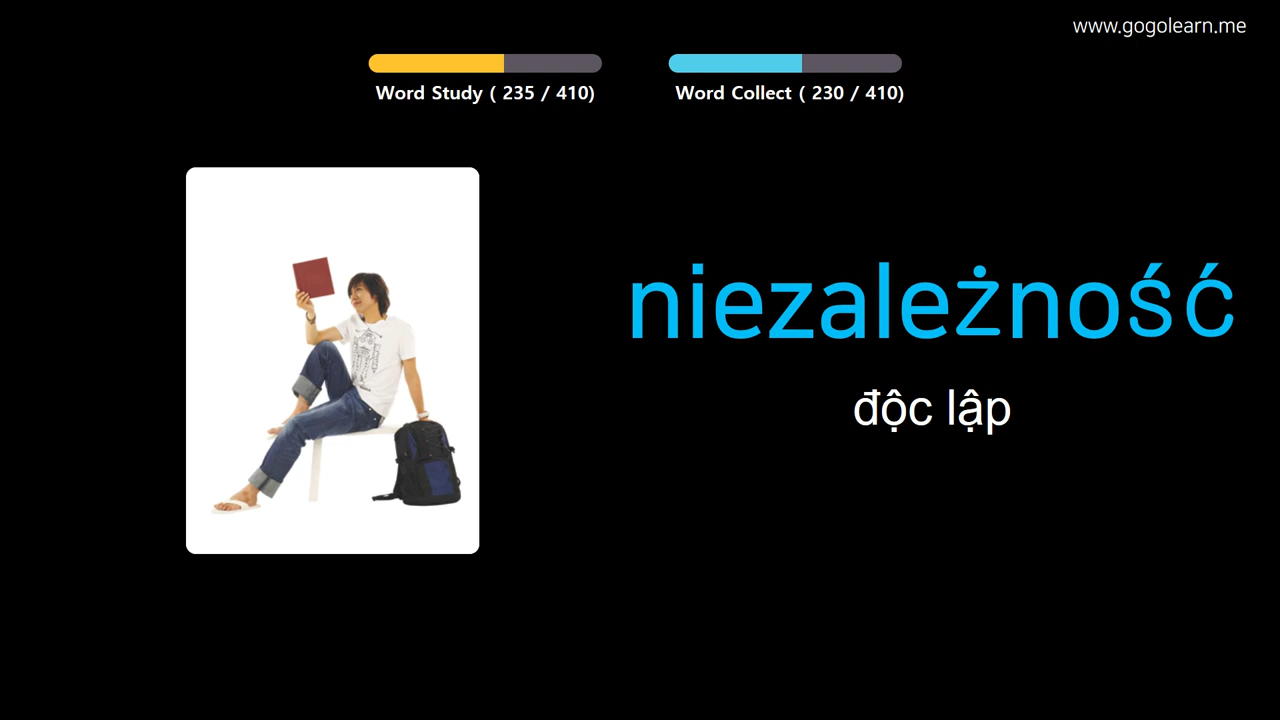 www.gogolearn.me
Word Study ( 235 / 410)
Word Collect ( 230 / 410)
niezależność
độc lập